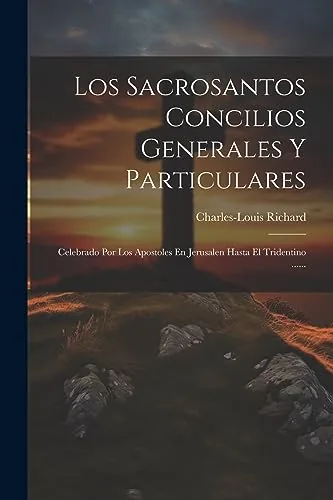 Los Sacrosantos
Concilios
Generales Y
Particulares
Charles-Louis Richard
Celebrado Por Los Apostoles En Jerusalen Hasta El Tridentino
......